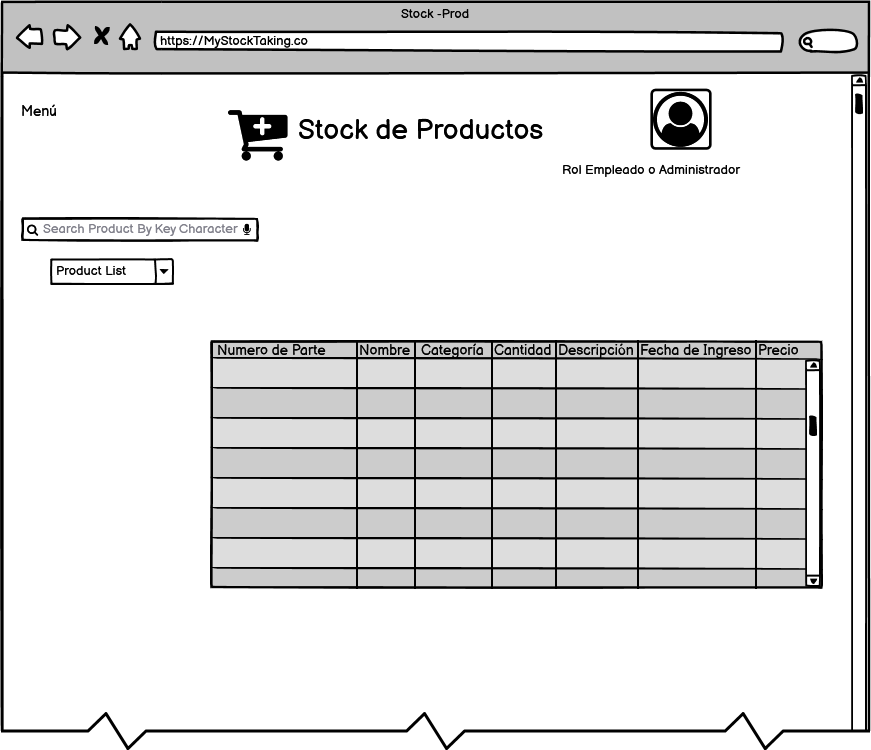 Stock -Prod
https://MyStockTaking.co
Menú
Stock de Productos
Rol Empleado o Administrador
Search Product By Key Character
Product List
Numero de Parte Nombre Categoría Cantidad Descripción Fecha de Ingreso Precio